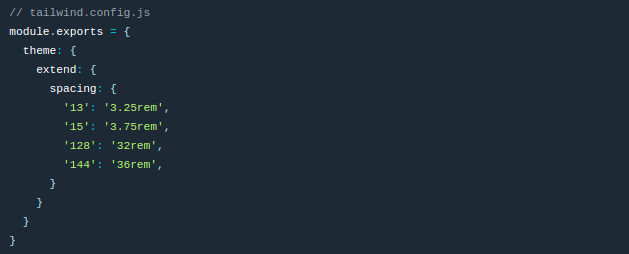 // tailwind.config.js
module.exports = {
  theme: {
    extend: {
      spacing: {
        '13': '3.25rem',
        '15': '3.75rem',
        '128': '32rem',
        '144': '36rem',
      }
    }
  }
}